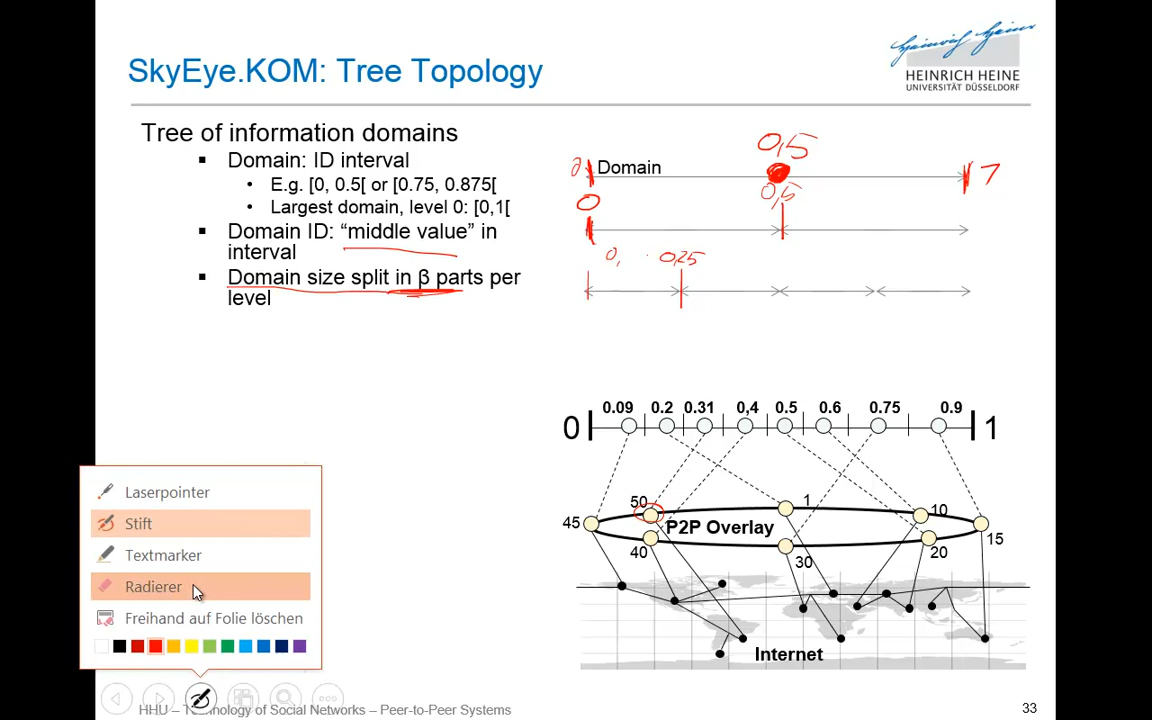 SkyEye.KOM: Tree Topology
HEINRICH HEINE
UNIVERSITÄT DÜSSELDORF
Tree of information domains
▪ Domain: ID interval
• E.g. [0, 0.5[ or [0.75, 0.875[
• Largest domain, level 0: [0,1[
▪ Domain ID: “middle value” in
interval
▪ Domain size split in β parts per
level
0,5
0 Domain 1
0 0,5
0, 0,25
0.09 0.2 0.31 0,4 0.5 0.6 0.75 0.9
0 1
50 1 10
45 P2P Overlay 15
40 30 20
Internet
Laserpointer
Stift
Textmarker
Radierer
Freihand auf Folie löschen
HHU – Technology of Social Networks – Peer-to-Peer Systems
33